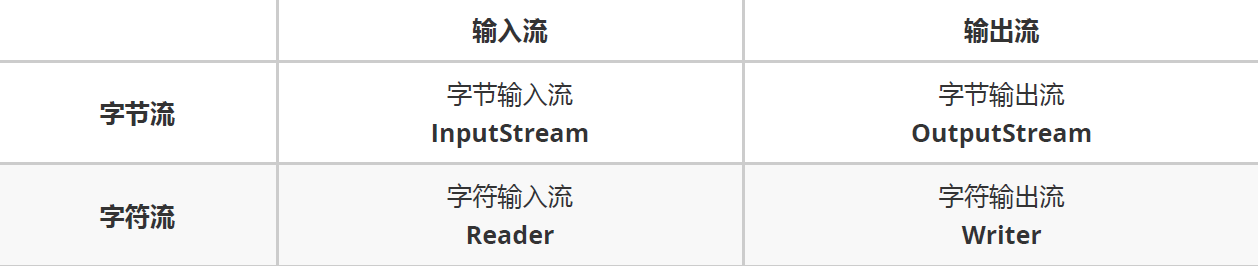 输入流 输出流
字节流
字节输入流 字节输出流
InputStream OutputStream
字符流
字符输入流 字符输出流
Reader Writer